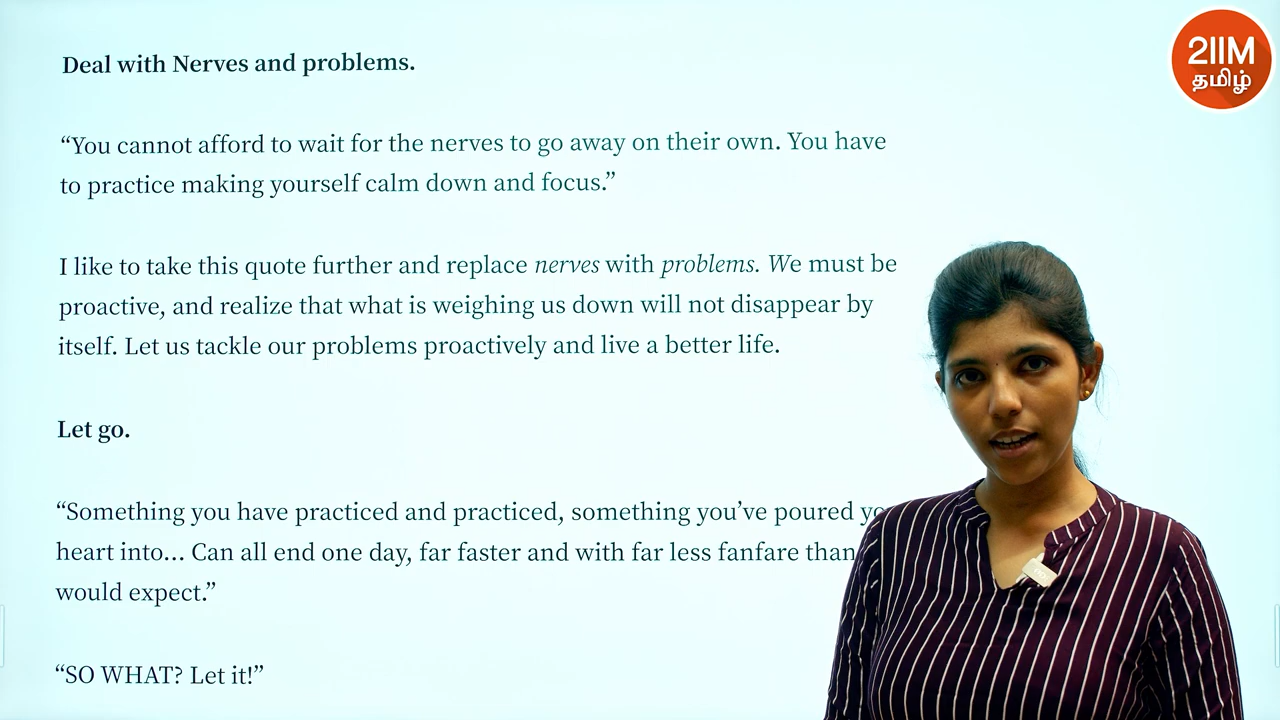 2IIM
தமிழ்
Deal with Nerves and problems.
“You cannot afford to wait for the nerves to go away on their own. You have
to practice making yourself calm down and focus.”
I like to take this quote further and replace nerves with problems. We must be
proactive, and realize that what is weighing us down will not disappear by
itself. Let us tackle our problems proactively and live a better life.
Let go.
“Something you have practiced and practiced, something you’ve poured
heart into… Can all end one day, far faster and with far less fanfare than
would expect.”
“SO WHAT? Let it!”